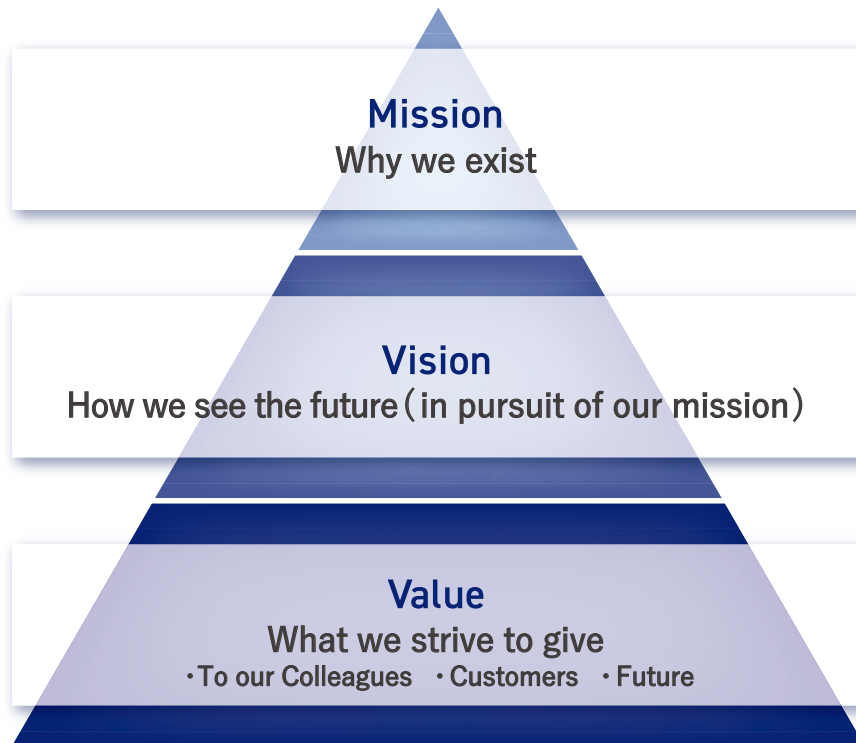 Mission
Why we exist
Vision
How we see the future (in pursuit of our mission)
Value
What we strive to give
・To our Colleagues ・Customers ・Future